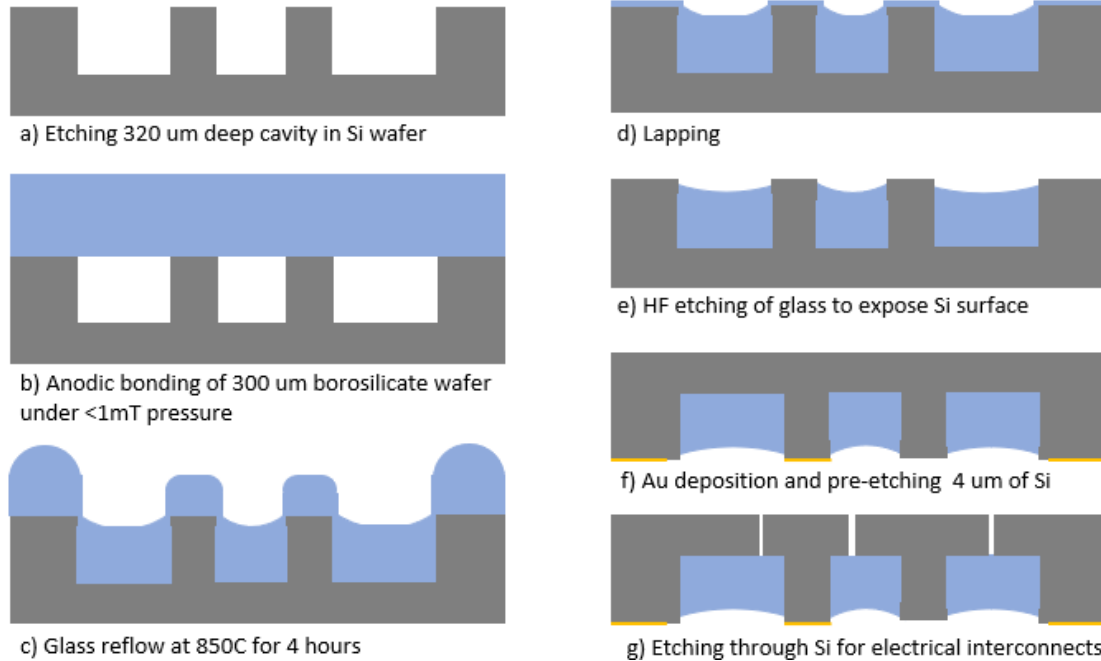 a) Etching 320 um deep cavity in Si wafer
b) Anodic bonding of 300 um borosilicate wafer
under <1mT pressure
c) Glass reflow at 850C for 4 hours
d) Lapping
e) HF etching of glass to expose Si surface
f) Au deposition and pre-etching 4 um of Si
g) Etching through Si for electrical interconnects